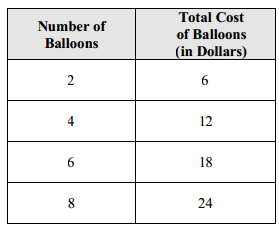 Number of
Balloons
Total Cost
of Balloons
(in Dollars)
2 6
4 12
6 18
8 24